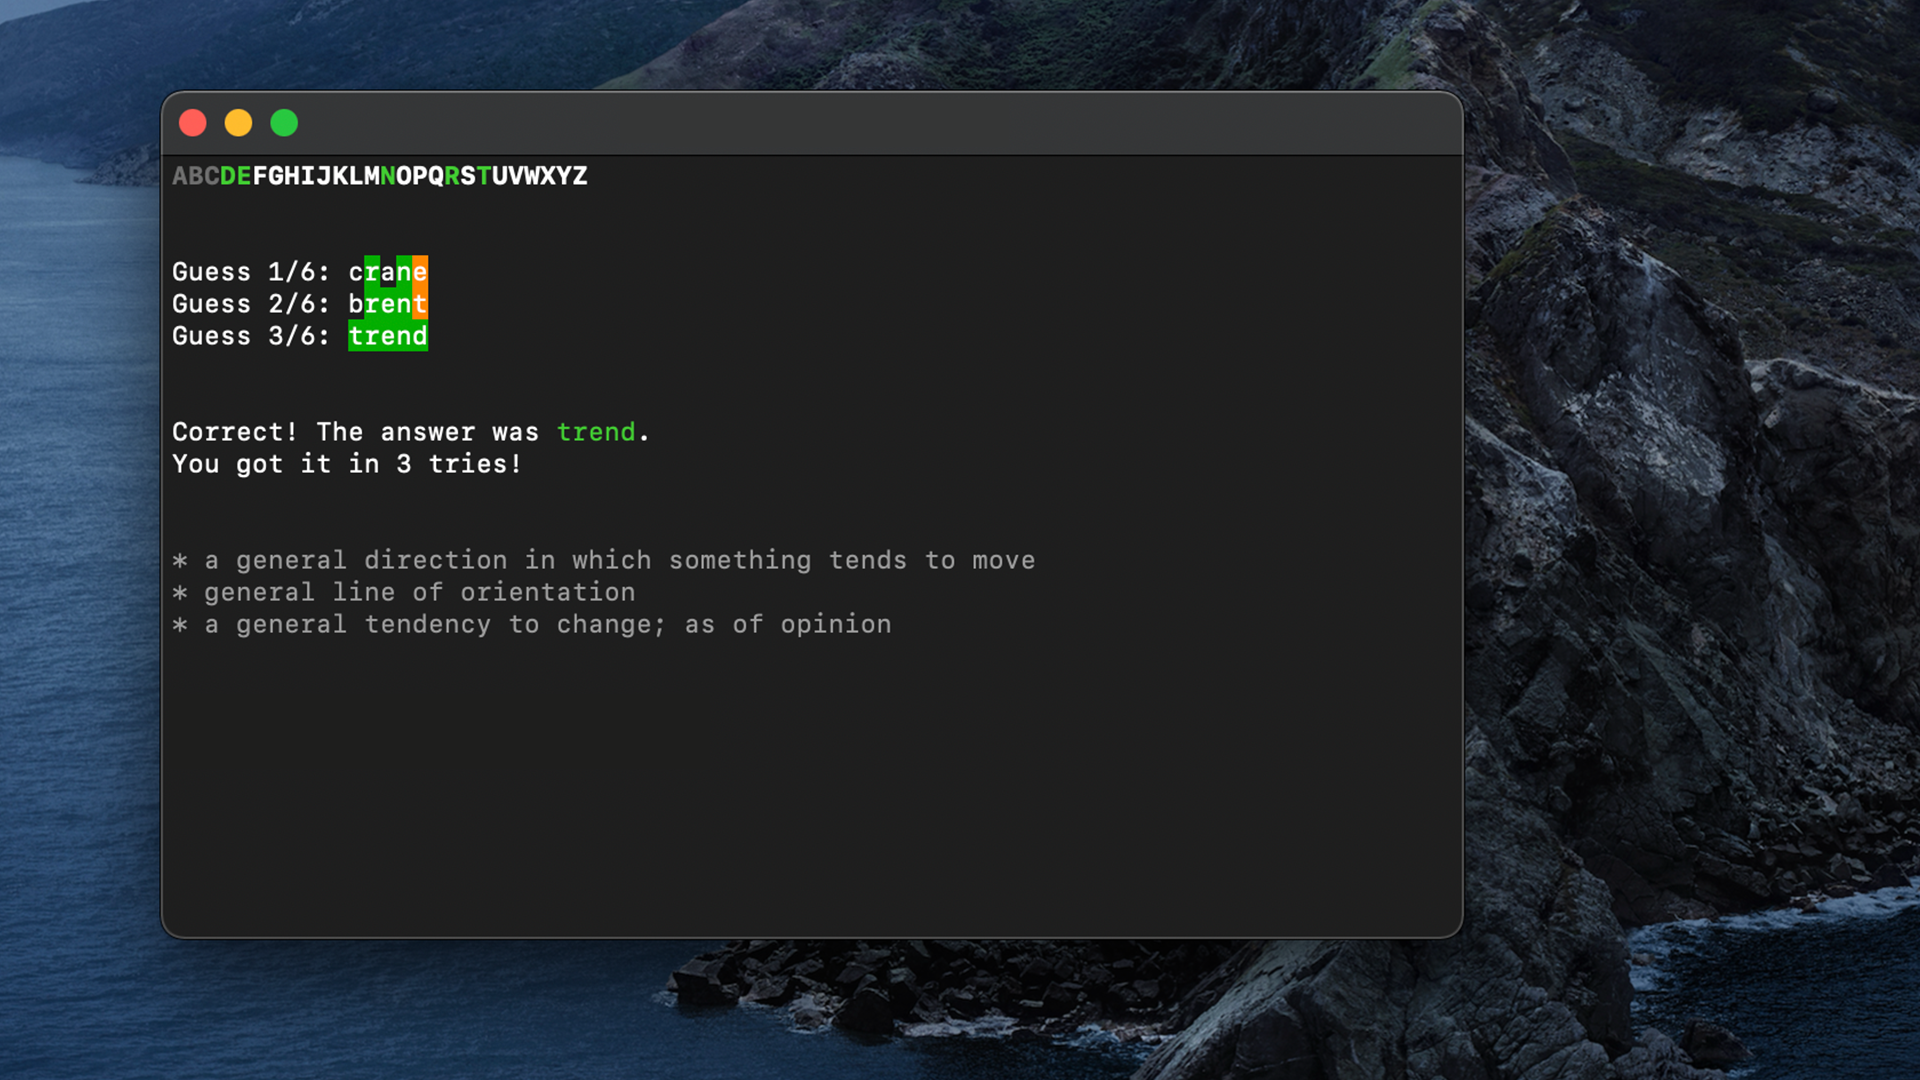 ABCDEFGHIJKLMNOPQRSTUVWXYZ
Guess 1/6: crane
Guess 2/6: brent
Guess 3/6: trend
Correct! The answer was trend.
You got it in 3 tries!
* a general direction in which something tends to move
* general line of orientation
* a general tendency to change; as of opinion